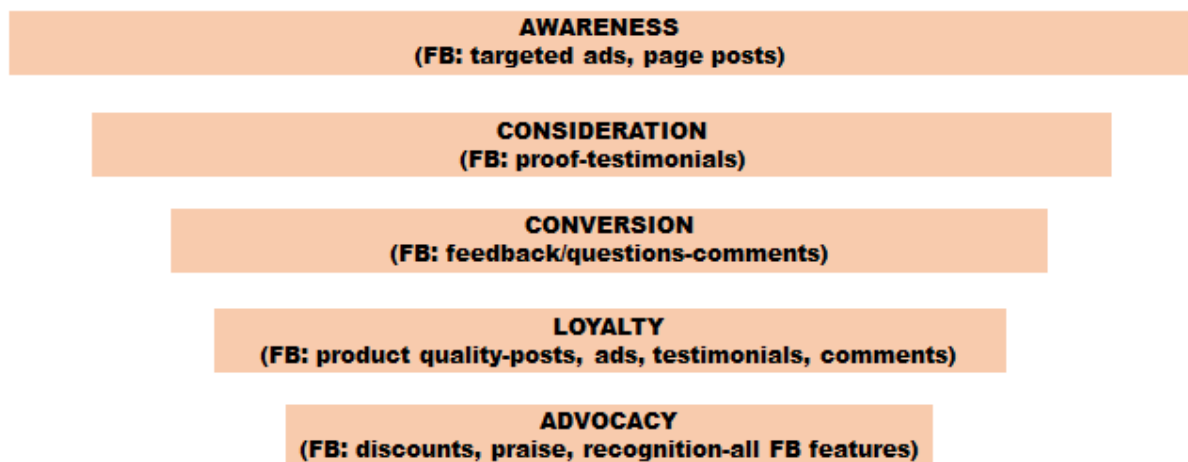 AWARENESS
(FB: targeted ads, page posts)
CONSIDERATION
(FB: proof-testimonials)
CONVERSION
(FB: feedback/questions-comments)
LOYALTY
(FB: product quality-posts, ads, testimonials, comments)
ADVOCACY
(FB: discounts, praise, recognition-all FB features)